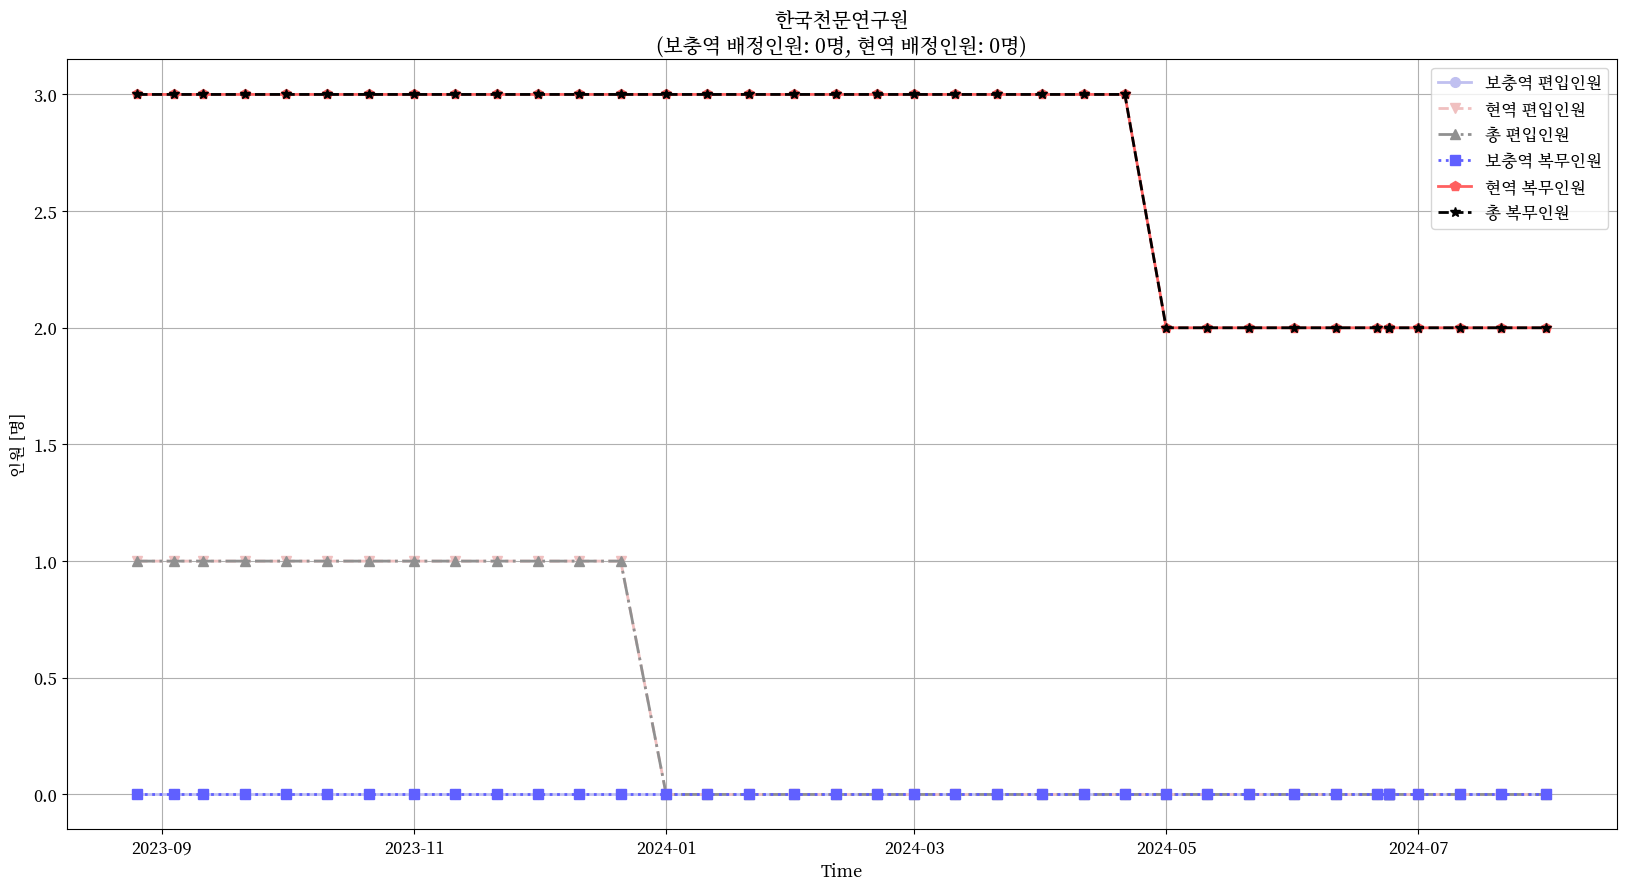 한국천문연구원
(보충역 배정인원: 0명, 현역 배정인원: 0명)
3.0
2.5
2.0
1.5
1.0
0.5
0.0
인원 [명]
보충역 편입인원
현역 편입인원
총 편입인원
보충역 복무인원
현역 복무인원
총 복무인원
2023-09
2023-11
2024-01
2024-03
2024-05
2024-07
Time